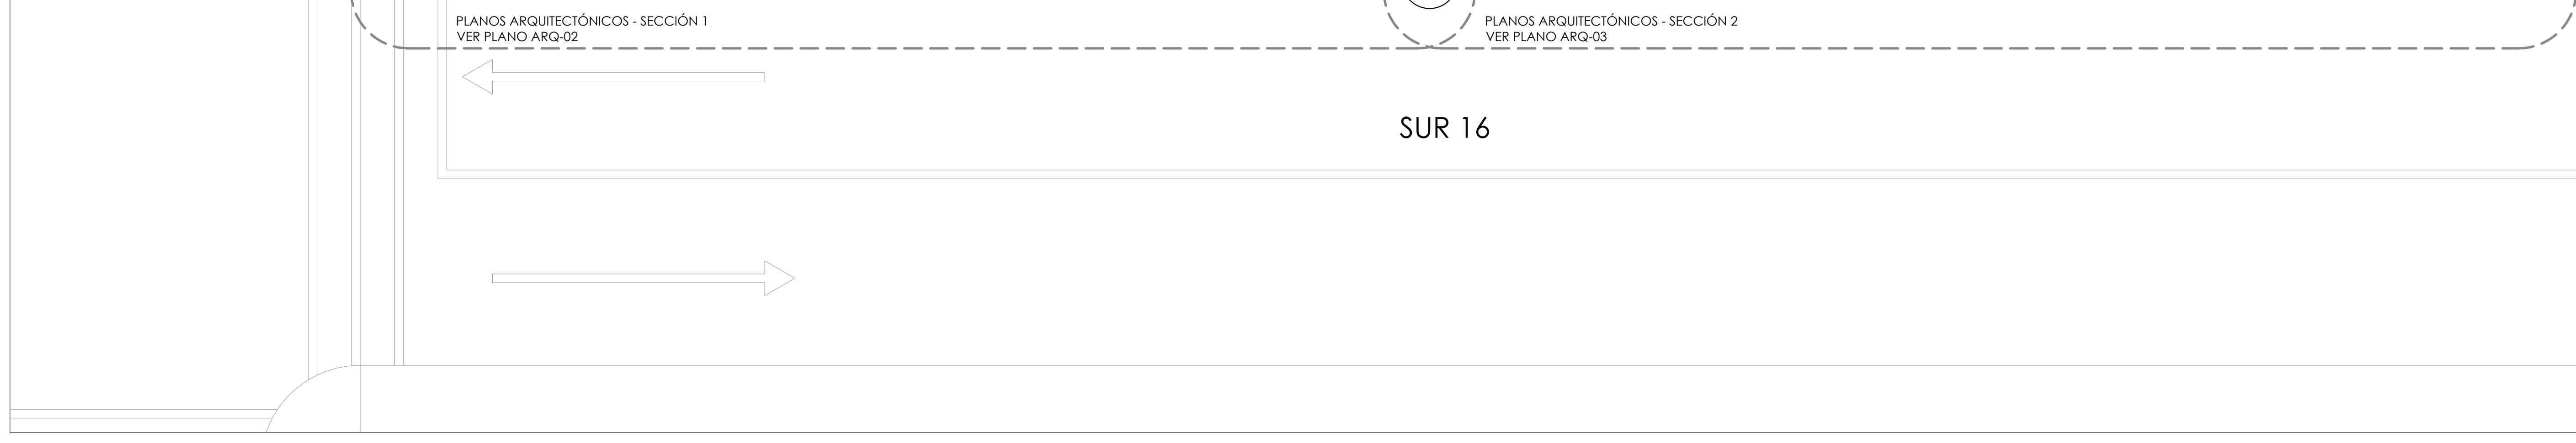 PLANOS ARQUITECTÓNICOS - SECCIÓN 1
VER PLANO ARQ-02
PLANOS ARQUITECTÓNICOS - SECCIÓN 2
VER PLANO ARQ-03
SUR 16